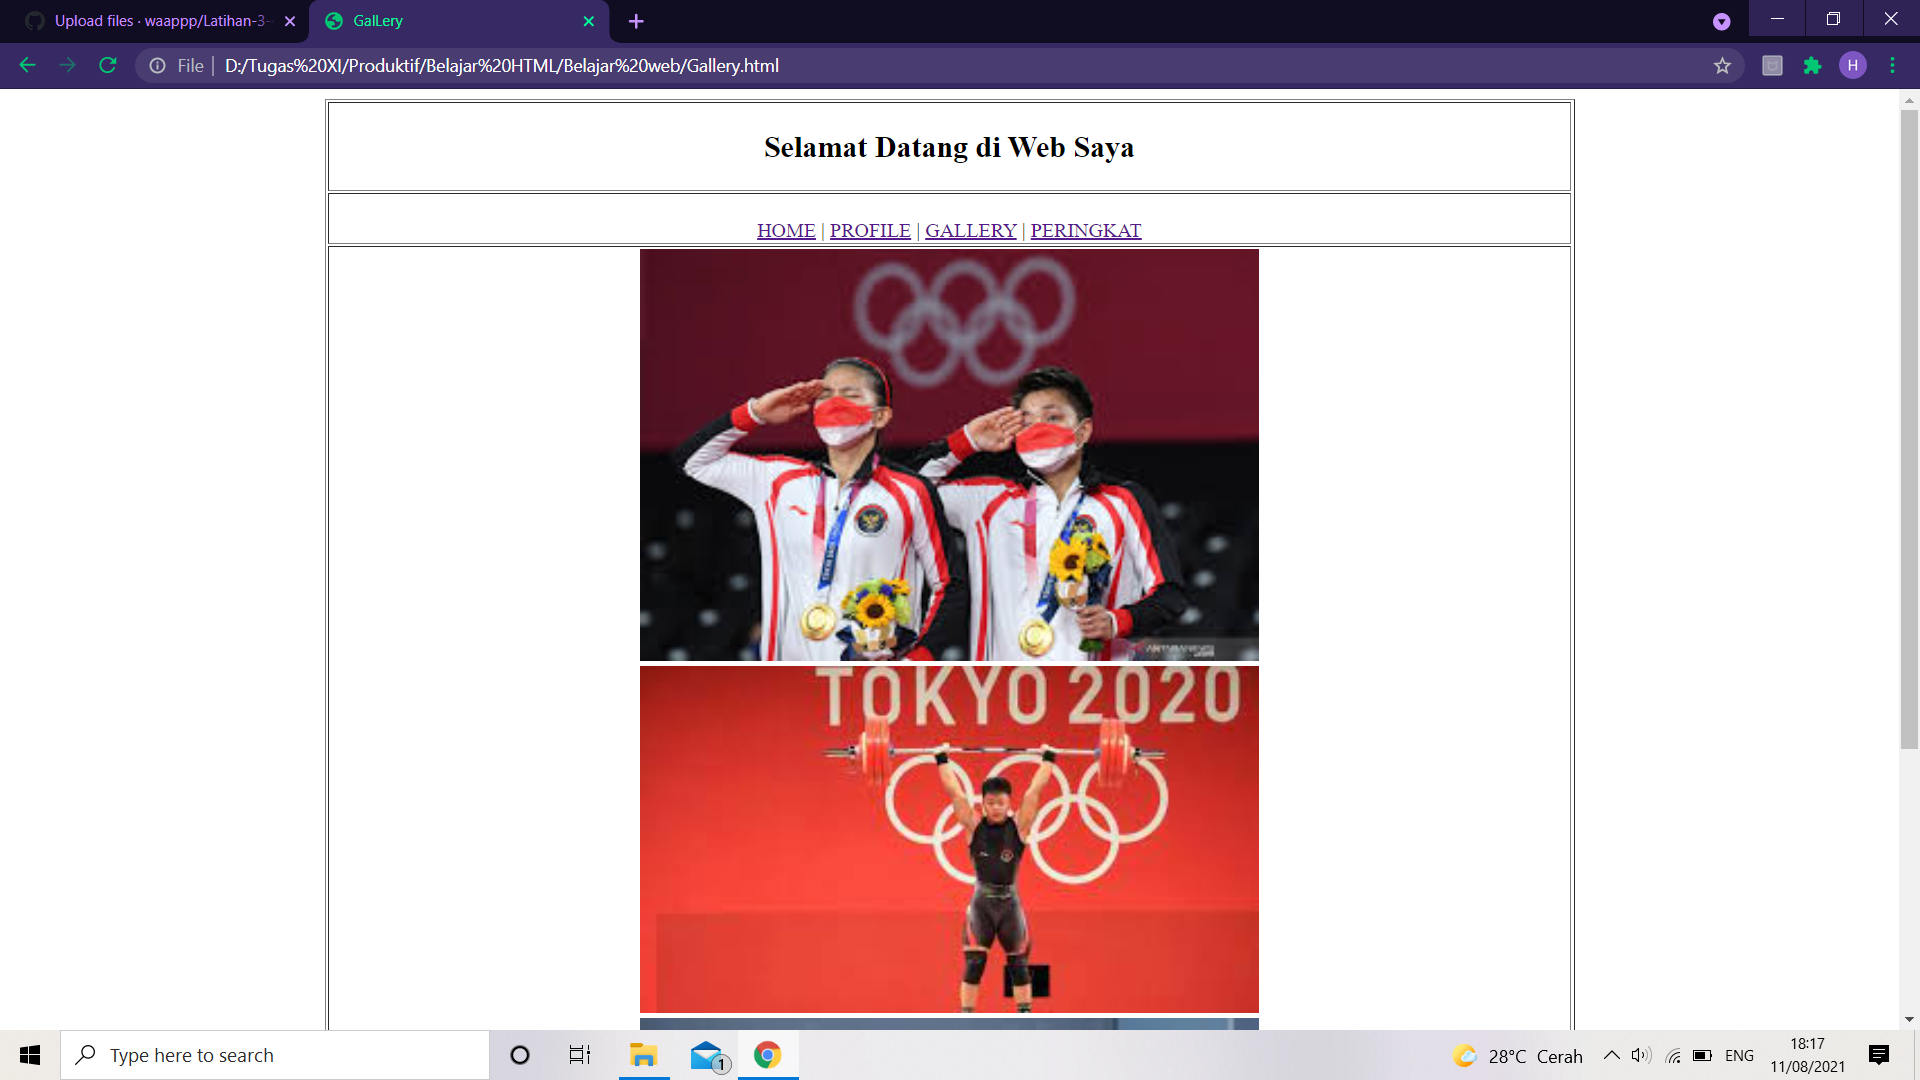 Upload files · waappp/Latihan-3-
GalLery
File
D:/Tugas%20XI/Produktif/Belajar%20HTML/Belajar%20web/Gallery.html
H
Selamat Datang di Web Saya
HOME | PROFILE | GALLERY | PERINGKAT
TOKYO 2020
Type here to search
1
28°C Cerah
ENG
18:17
11/08/2021